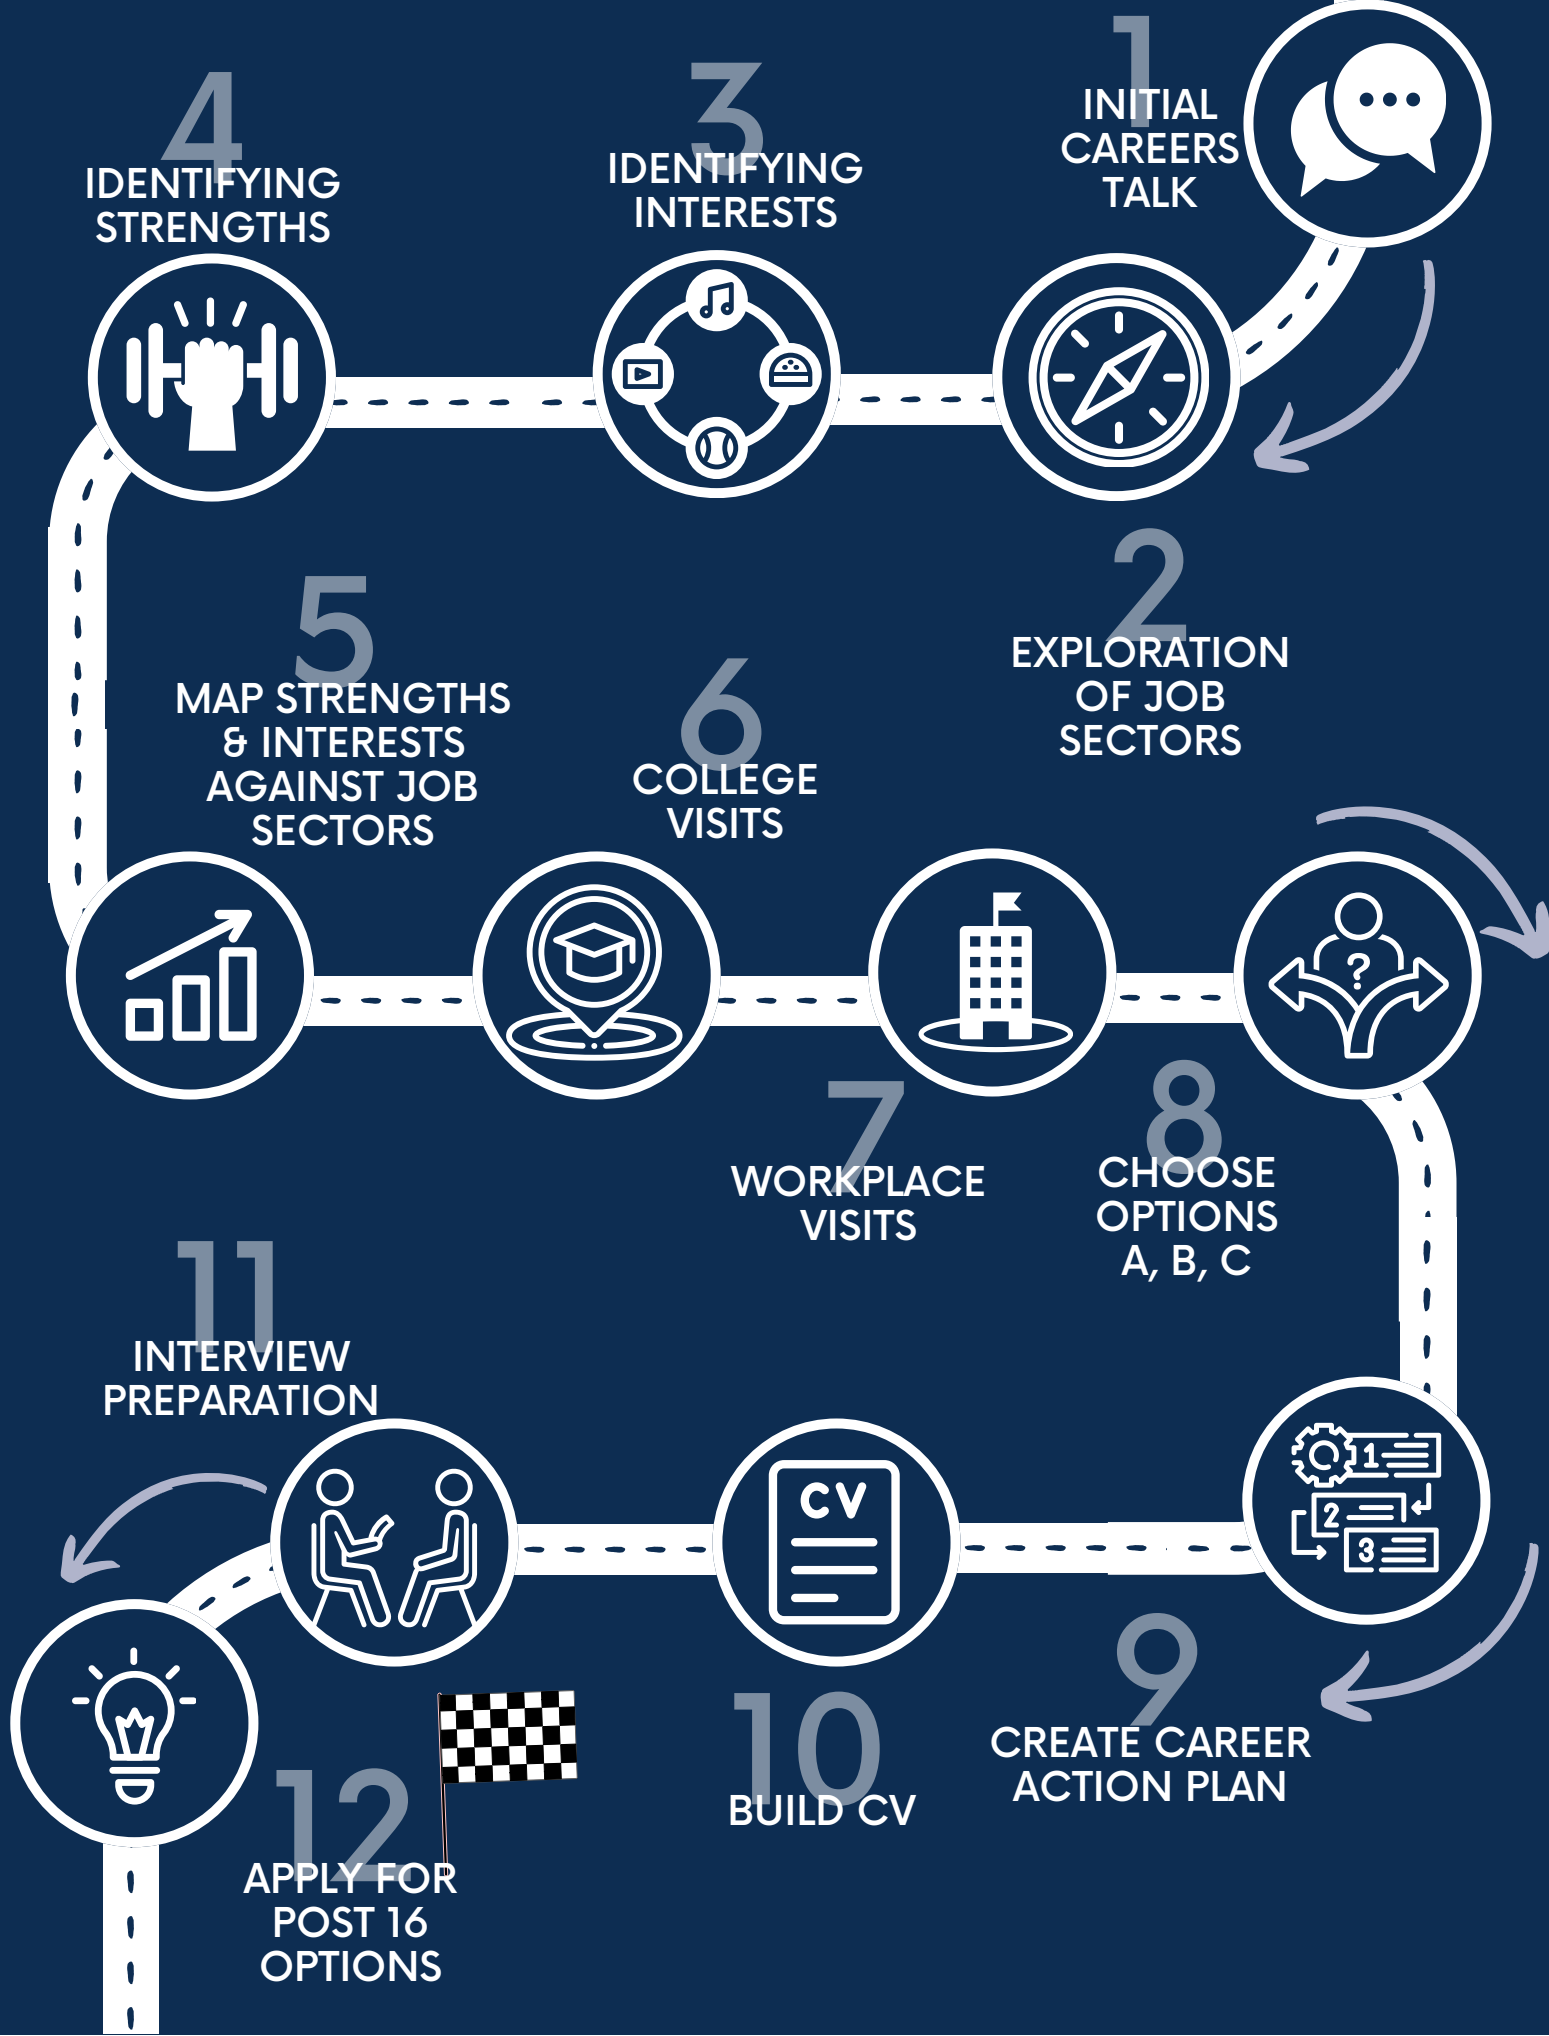 1
INITIAL
CAREERS
TALK
2
EXPLORATION
OF JOB
SECTORS
3
IDENTIFYING
INTERESTS
4
IDENTIFYING
STRENGTHS
5
MAP STRENGTHS
& INTERESTS
AGAINST JOB
SECTORS
6
COLLEGE
VISITS
7
WORKPLACE
VISITS
8
CHOOSE
OPTIONS
A, B, C
?
9
CREATE CAREER
ACTION PLAN
1
2
3
10
BUILD CV
CV
11
INTERVIEW
PREPARATION
12
APPLY FOR
POST 16
OPTIONS